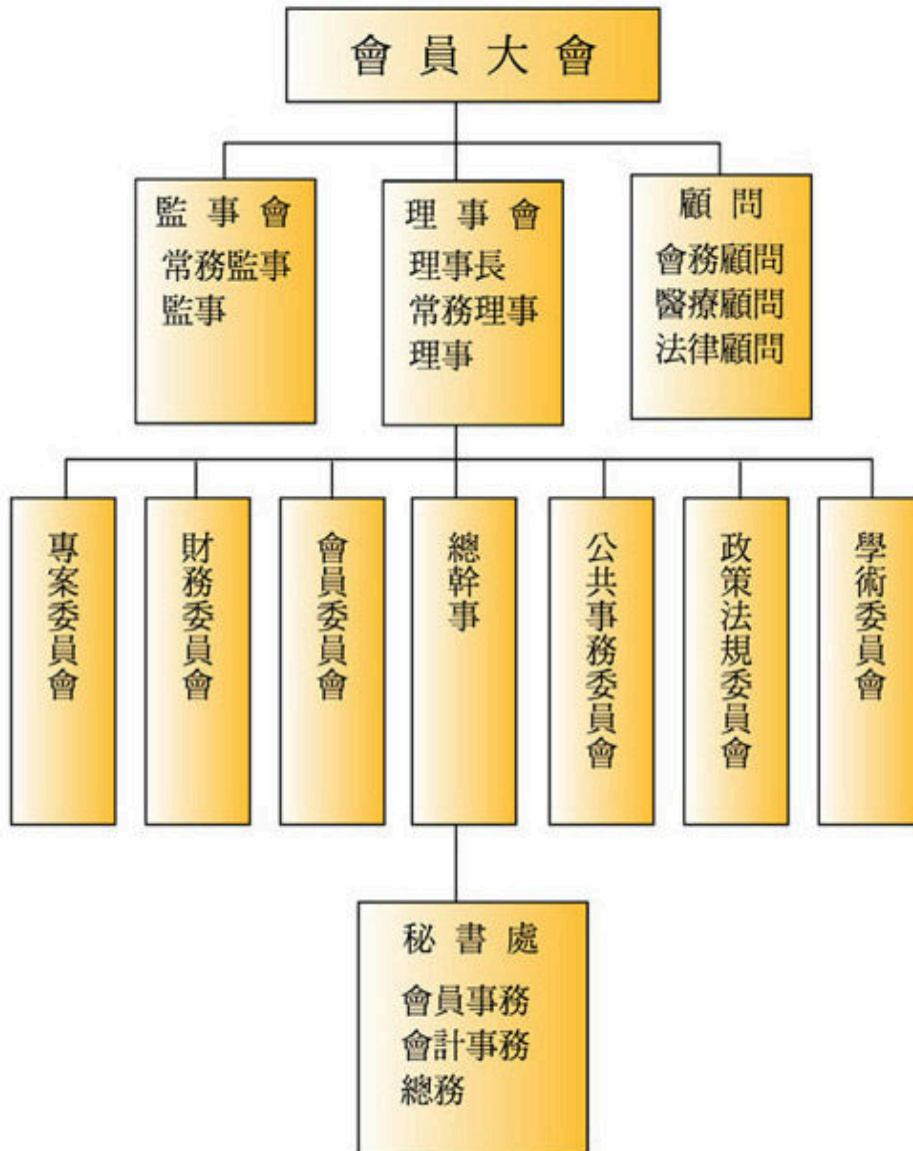 會員大會
監事會
常務監事
監事
理事會
理事長
常務理事
理事
顧問
會務顧問
醫療顧問
法律顧問
專案委員會
財務委員會
會員委員會
總幹事
公共事務委員會
政策法規委員會
學術委員會
秘書處
會員事務
會計事務
總務